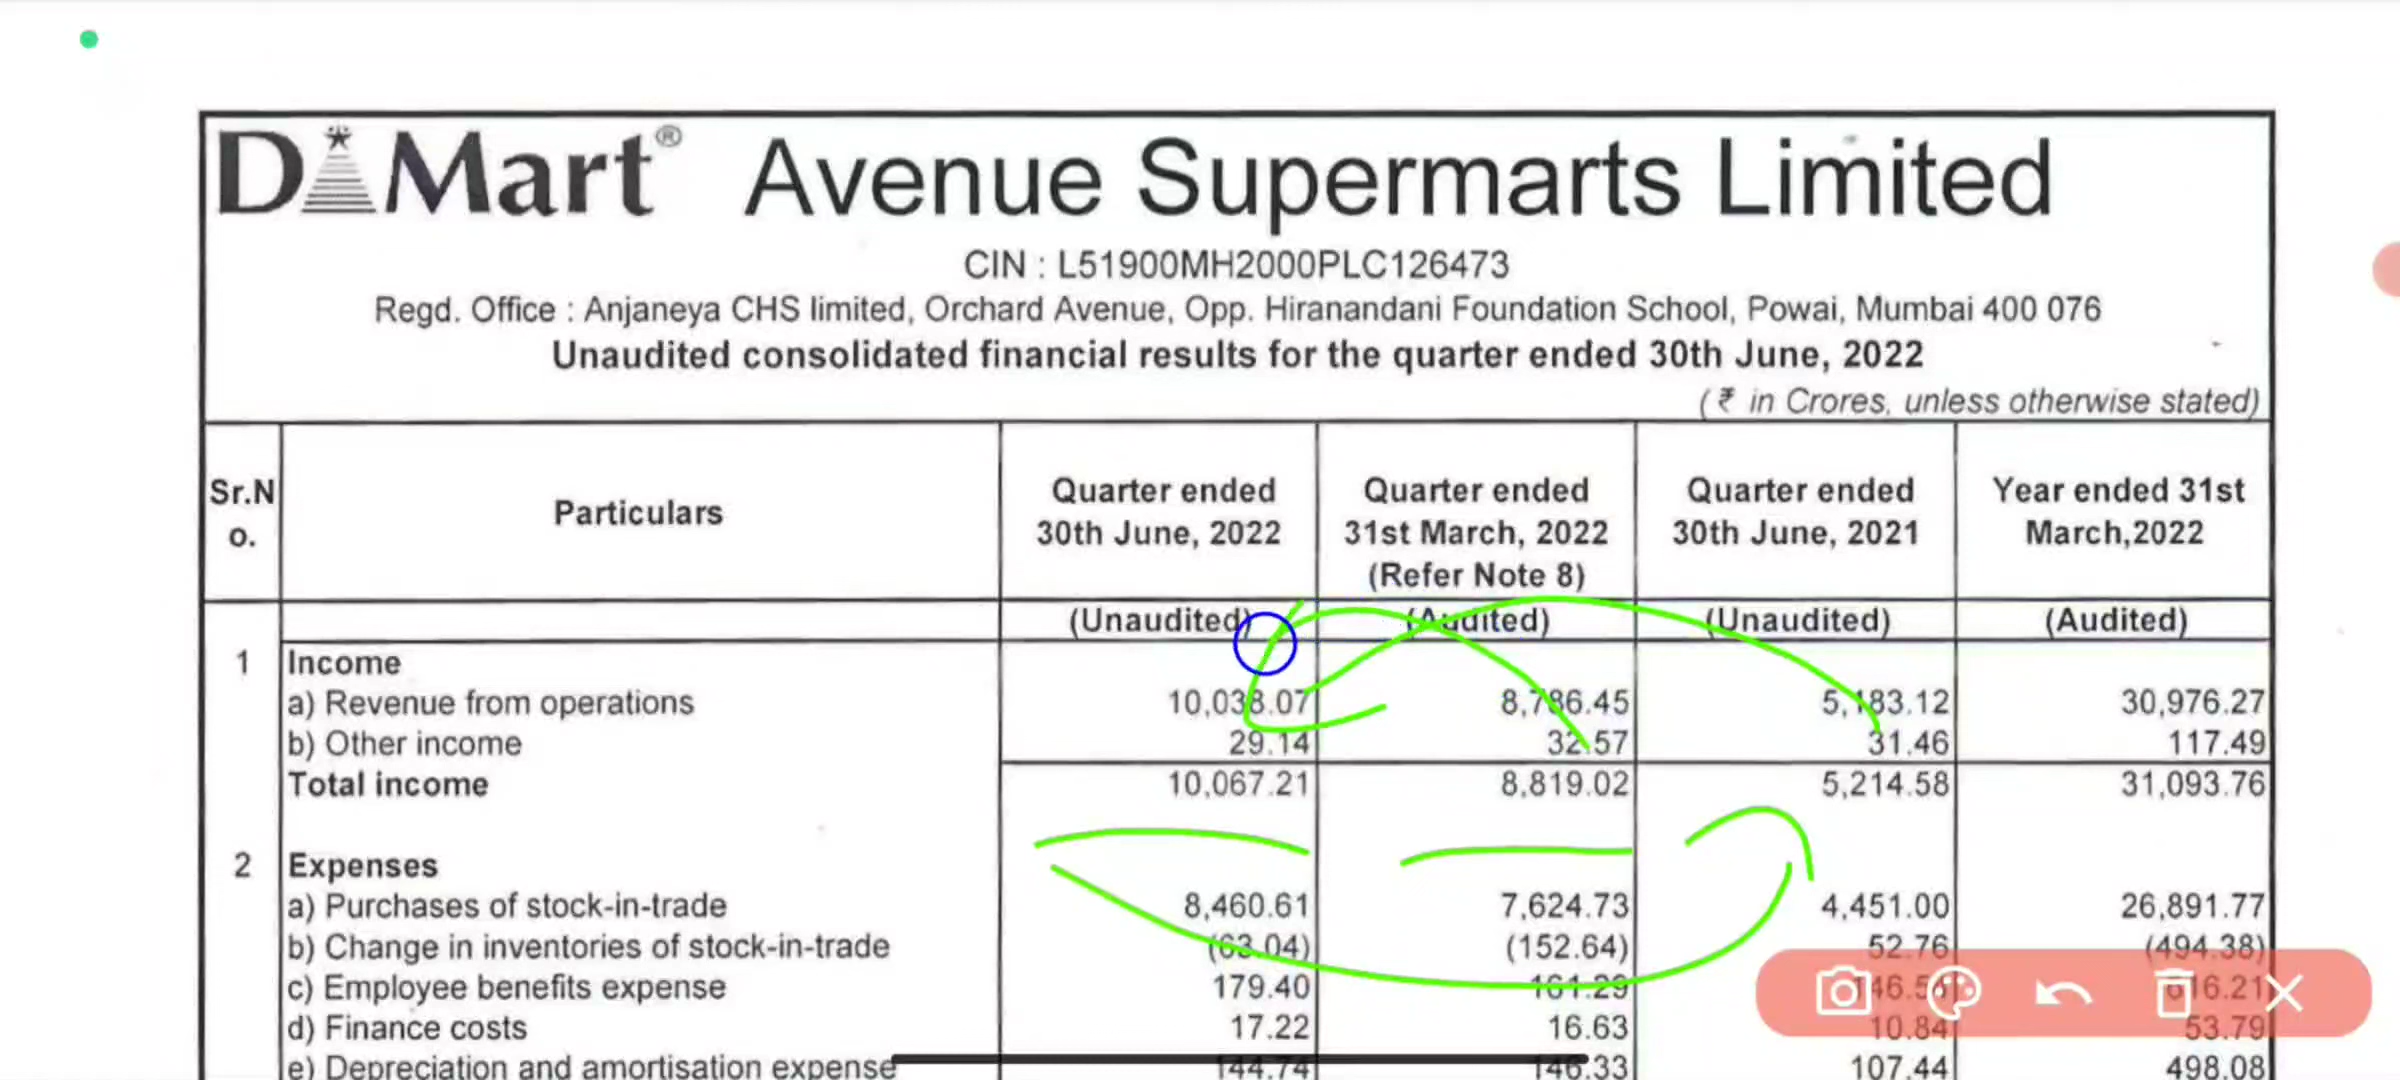 D Mart® Avenue Supermarts Limited
CIN : L51900MH2000PLC126473
Regd. Office : Anjaneya CHS limited, Orchard Avenue, Opp. Hiranandani Foundation School, Powai, Mumbai 400 076
Unaudited consolidated financial results for the quarter ended 30th June, 2022
( ₹ in Crores, unless otherwise stated)
Sr.No. Particulars Quarter ended 30th June, 2022 Quarter ended 31st March, 2022 (Refer Note 8) Quarter ended 30th June, 2021 Year ended 31st March,2022
(Unaudited) (Audited) (Unaudited) (Audited)
1 Income
a) Revenue from operations 10,038.07 8,786.45 5,183.12 30,976.27
b) Other income 29.14 32.57 31.46 117.49
Total income 10,067.21 8,819.02 5,214.58 31,093.76
2 Expenses
a) Purchases of stock-in-trade 8,460.61 7,624.73 4,451.00 26,891.77
b) Change in inventories of stock-in-trade (63.04) (152.64) 52.76 (494.38)
c) Employee benefits expense 179.40 161.29
d) Finance costs 17.22 16.63 10.84 53.79
e) Depreciation and amortisation expense 144.74 146.33 107.44 498.08